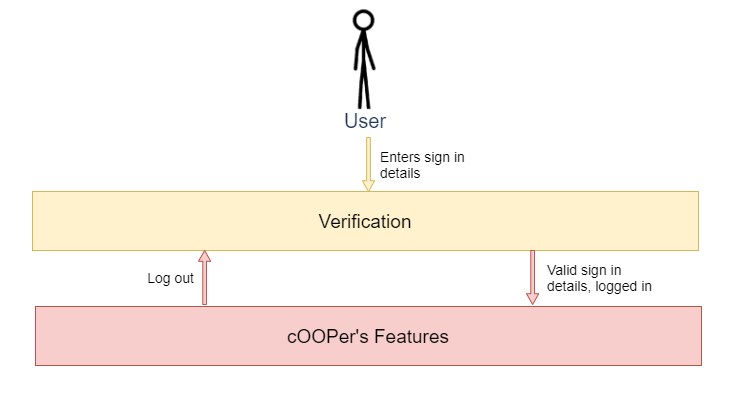 User
Enters sign in
details
Verification
Log out
Valid sign in
details, logged in
cOOPer's Features